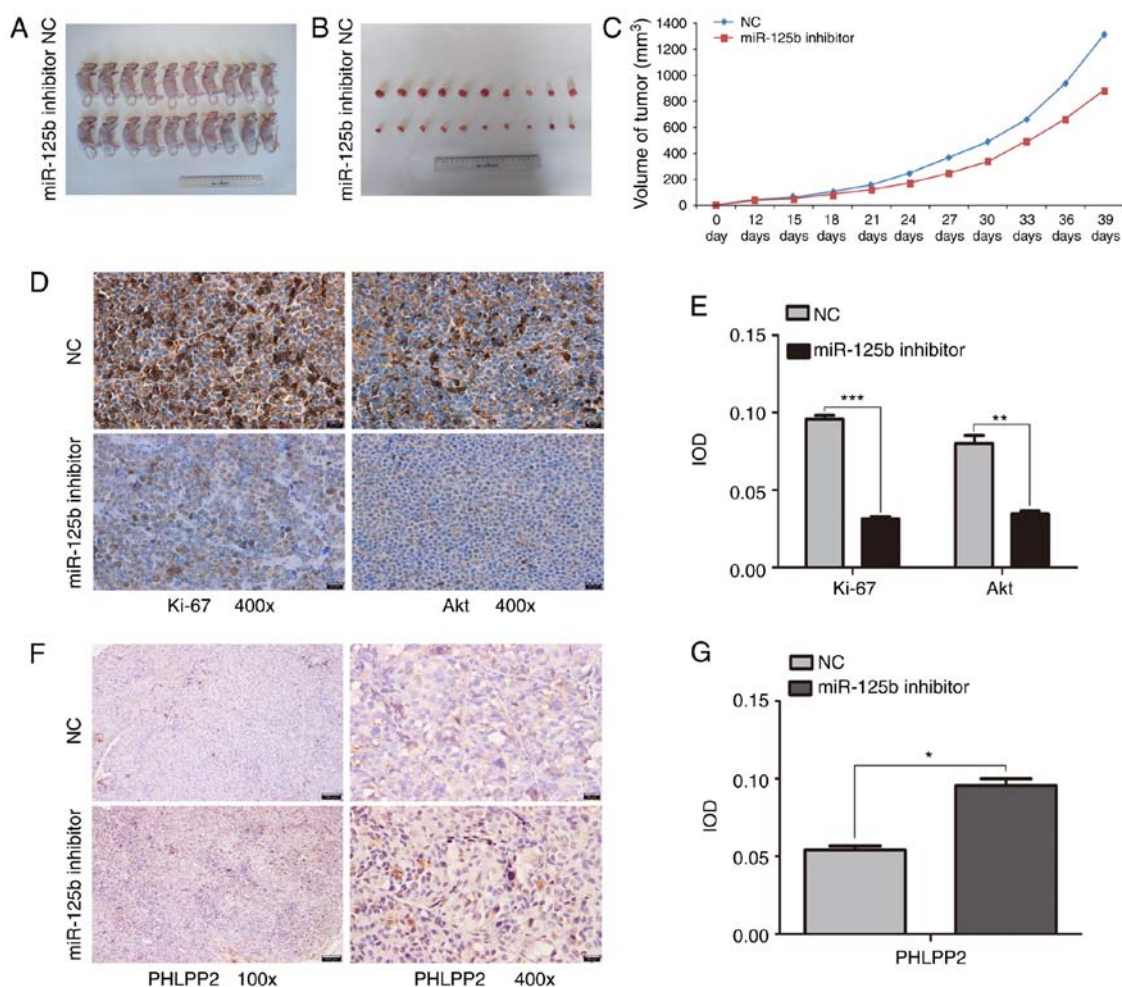 A
miR-125b inhibitor NC
B
miR-125b inhibitor NC
C
NC
miR-125b inhibitor
Volume of tumor (mm³)
1400
1200
1000
800
600
400
200
0
0 12 15 18 21 24 27 30 33 36 39
day days days days days days days days days days days
D
NC
miR-125b inhibitor
Ki-67 400x
Akt 400x
E
NC
miR-125b inhibitor
IOD
0.15
0.10
0.05
0.00
***
**
Ki-67
Akt
F
NC
miR-125b inhibitor
PHLPP2 100x
PHLPP2 400x
G
NC
miR-125b inhibitor
IOD
0.15
0.10
0.05
0.00
*
PHLPP2